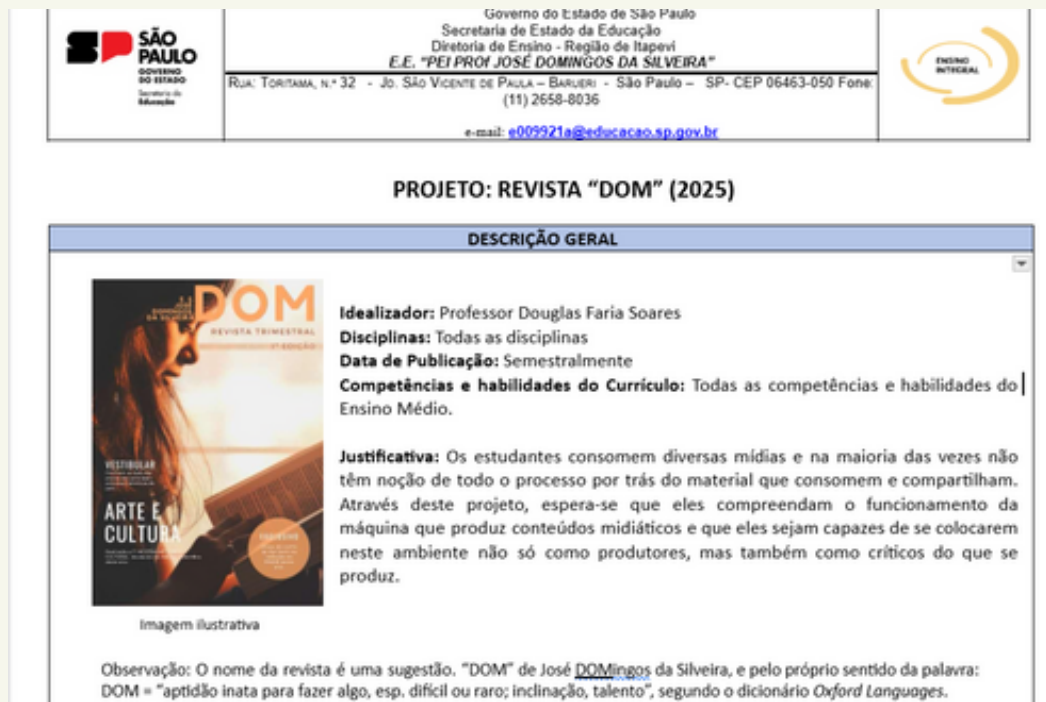 Governo do Estado de São Paulo
Secretaria de Estado da Educação
Diretoria de Ensino - Região de Itapevi
E.E. "PEI PROF JOSÉ DOMINGOS DA SILVEIRA"
SÃO
PAULO
GOVERNO
DO ESTADO
Secretaria da
Educação
RUA: TORITAMA, N.º 32 - JD. SÃO VICENTE DE PAULA – BARUERI - São Paulo – SP- CEP 06463-050 Fone:
(11) 2658-8036
e-mail: e009921a@educacao.sp.gov.br
ENSINO
INTEGRAL
PROJETO: REVISTA "DOM" (2025)
DESCRIÇÃO GERAL
E.E
JOSÉ
DOMINGOS
DA SILVEIRA
DOM
REVISTA TRIMESTRAL
1ª EDIÇÃO
VESTIBULAR
ARTE E
CULTURA
Imagem ilustrativa
Idealizador: Professor Douglas Faria Soares
Disciplinas: Todas as disciplinas
Data de Publicação: Semestralmente
Competências e habilidades do Currículo: Todas as competências e habilidades do
Ensino Médio.
Justificativa: Os estudantes consomem diversas mídias e na maioria das vezes não
têm noção de todo o processo por trás do material que consomem e compartilham.
Através deste projeto, espera-se que eles compreendam o funcionamento da
máquina que produz conteúdos midiáticos e que eles sejam capazes de se colocarem
neste ambiente não só como produtores, mas também como críticos do que se
produz.
Observação: O nome da revista é uma sugestão. "DOM" de José DOMingos da Silveira, e pelo próprio sentido da palavra:
DOM = "aptidão inata para fazer algo, esp. difícil ou raro; inclinação, talento", segundo o dicionário Oxford Languages.